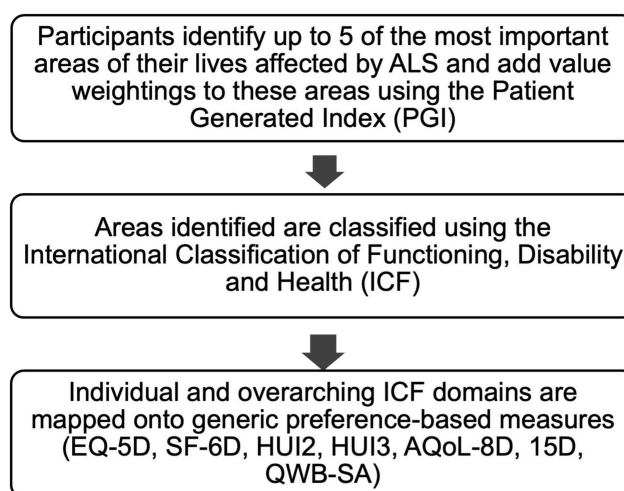 Participants identify up to 5 of the most important
areas of their lives affected by ALS and add value
weightings to these areas using the Patient
Generated Index (PGI)
Areas identified are classified using the
International Classification of Functioning, Disability
and Health (ICF)
Individual and overarching ICF domains are
mapped onto generic preference-based measures
(EQ-5D, SF-6D, HUI2, HUI3, AQoL-8D, 15D,
QWB-SA)